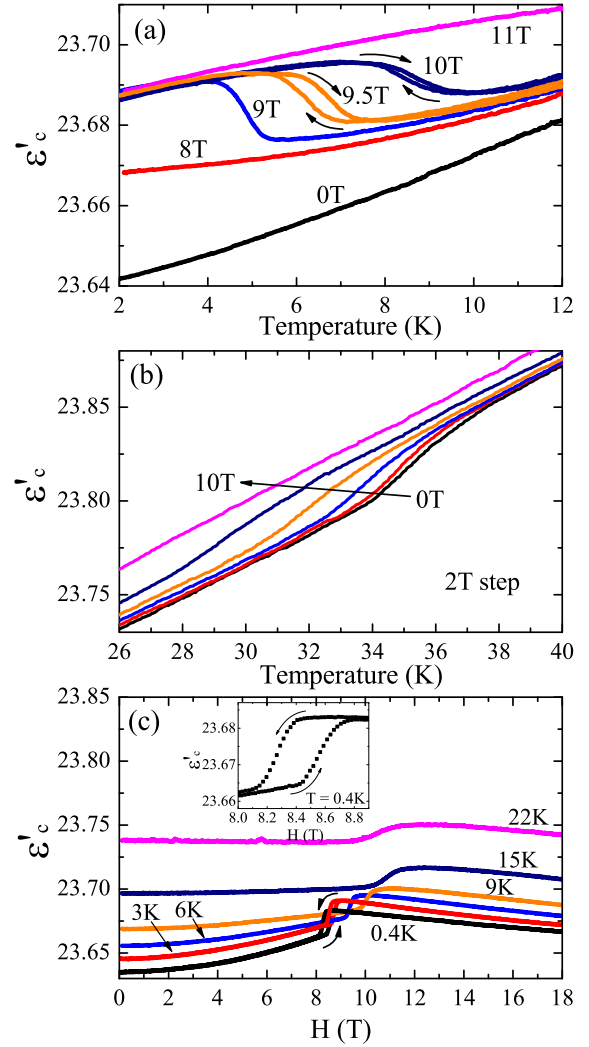 (a)
ε'c
23.70
23.68
23.66
23.64
11T
10T
9.5T
9T
8T
0T
2 4 6 8 10 12
Temperature (K)
(b)
ε'c
23.85
23.80
23.75
10T
0T
2T step
26 28 30 32 34 36 38 40
Temperature (K)
(c)
ε'c
23.85
23.80
23.75
23.70
23.65
ε'c
23.68
23.67
23.66
T = 0.4K
8.0 8.2 8.4 8.6 8.8
H (T)
22K
15K
9K
3K
6K
0.4K
0 2 4 6 8 10 12 14 16 18
H (T)